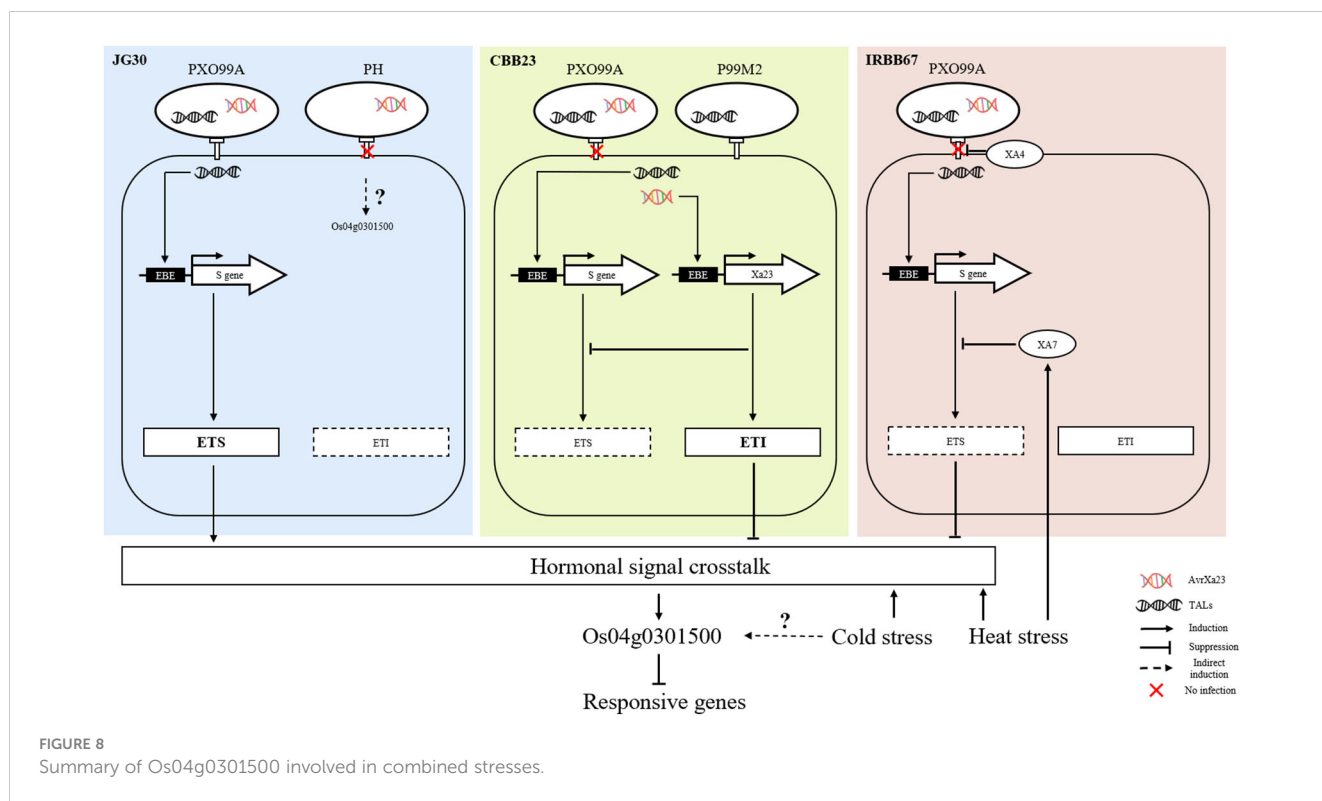 JG30
PXO99A
PH
?
Os04g0301500
EBE
S gene
ETS
ETI
CBB23
PXO99A
P99M2
EBE
S gene
EBE
Xa23
ETS
ETI
IRBB67
PXO99A
XA4
EBE
S gene
XA7
ETS
ETI
Hormonal signal crosstalk
Os04g0301500
?
Cold stress
Heat stress
Responsive genes
AvrXa23
TALs
Induction
Suppression
Indirect
induction
No infection
FIGURE 8
Summary of Os04g0301500 involved in combined stresses.